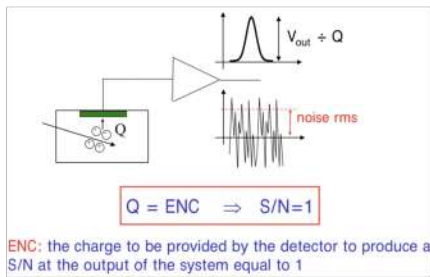 V_out ÷ Q
Q
noise rms
Q = ENC ⇒ S/N=1
ENC: the charge to be provided by the detector to produce a
S/N at the output of the system equal to 1